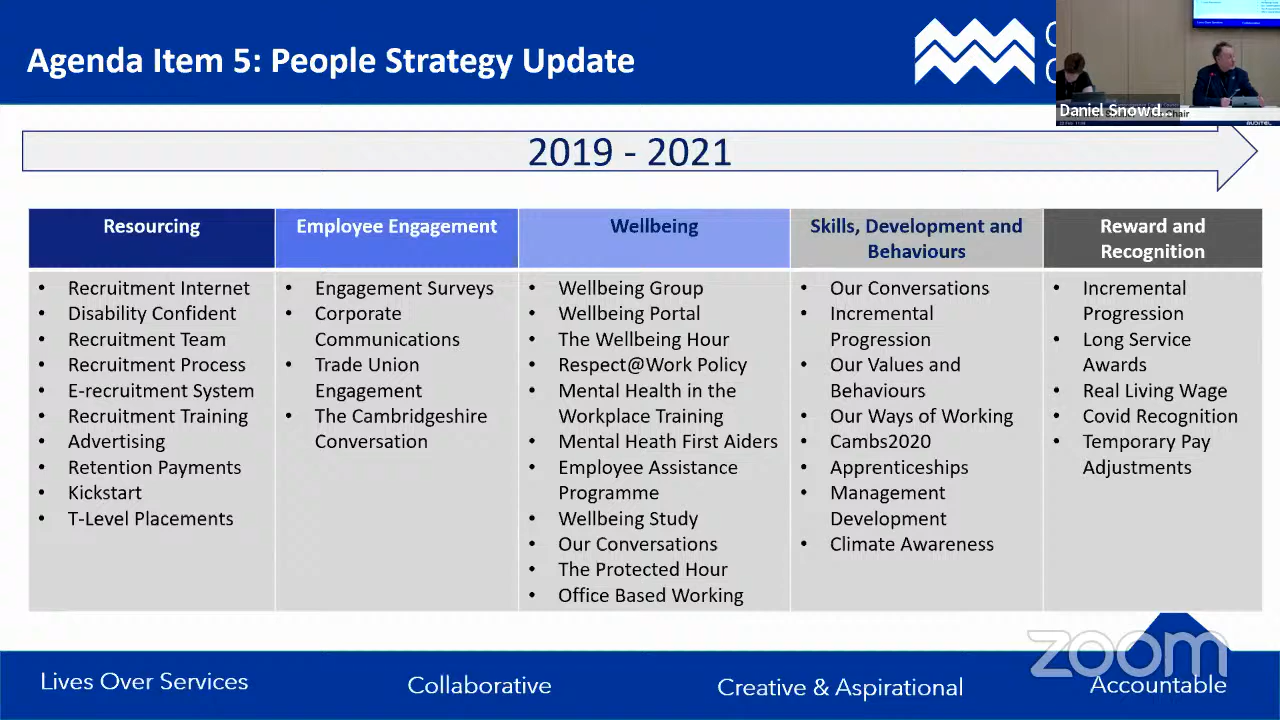 Agenda Item 5: People Strategy Update
Daniel Snowd...
Chair
AUDITEL
2019 - 2021
Resourcing
• Recruitment Internet
• Disability Confident
• Recruitment Team
• Recruitment Process
• E-recruitment System
• Recruitment Training
• Advertising
• Retention Payments
• Kickstart
• T-Level Placements
Employee Engagement
• Engagement Surveys
• Corporate
Communications
• Trade Union
Engagement
• The Cambridgeshire
Conversation
Wellbeing
• Wellbeing Group
• Wellbeing Portal
• The Wellbeing Hour
• Respect@Work Policy
• Mental Health in the
Workplace Training
• Mental Heath First Aiders
• Employee Assistance
Programme
• Wellbeing Study
• Our Conversations
• The Protected Hour
• Office Based Working
Skills, Development and
Behaviours
• Our Conversations
• Incremental
Progression
• Our Values and
Behaviours
• Our Ways of Working
• Cambs2020
• Apprenticeships
• Management
Development
• Climate Awareness
Reward and
Recognition
• Incremental
Progression
• Long Service
Awards
• Real Living Wage
• Covid Recognition
• Temporary Pay
Adjustments
zoom
Lives Over Services
Collaborative
Creative & Aspirational
Accountable